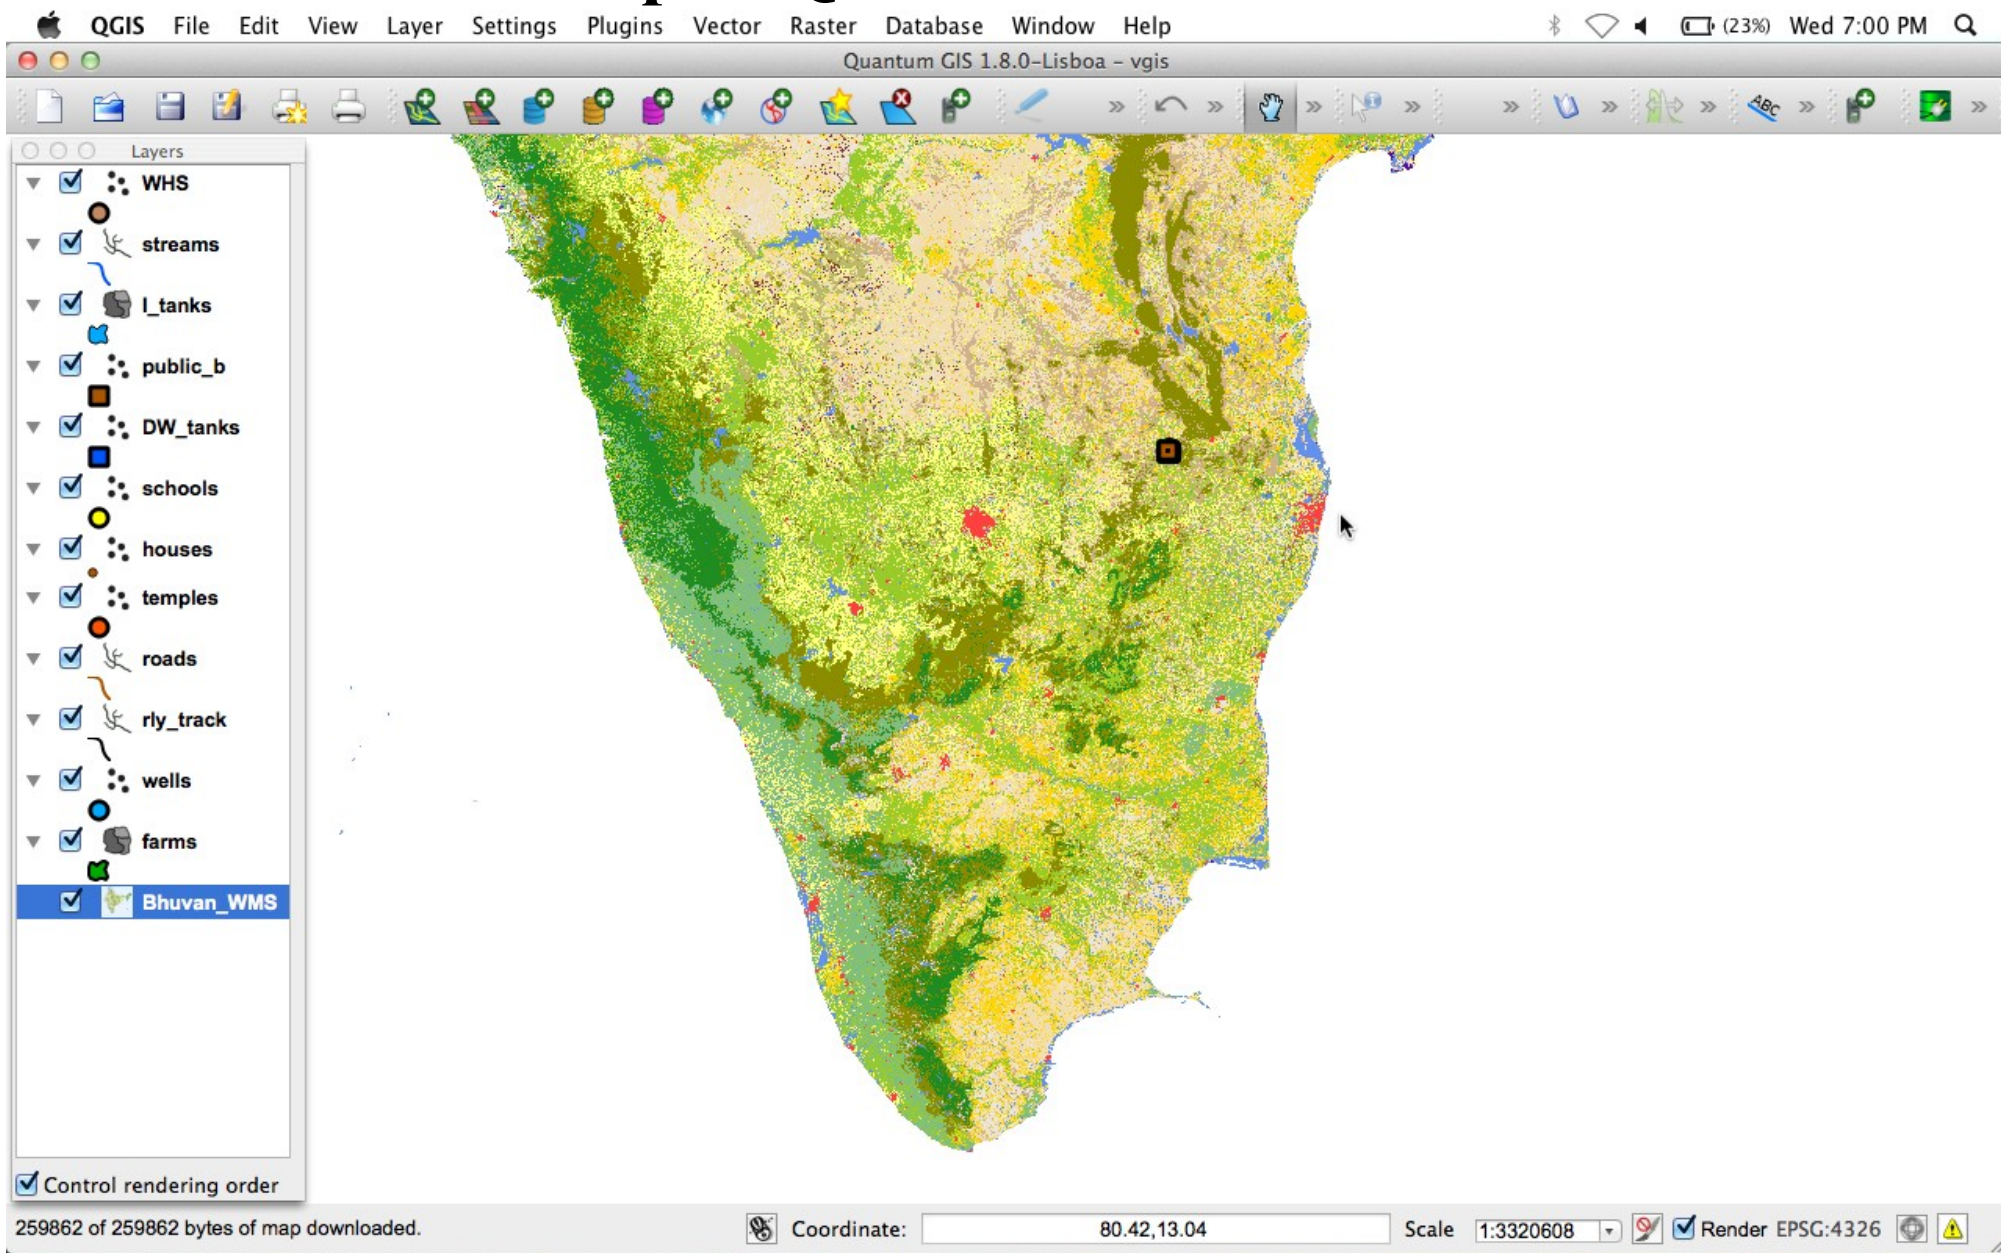 QGIS File Edit View Layer Settings Plugins Vector Raster Database Window Help (23%) Wed 7:00 PM
Quantum GIS 1.8.0-Lisboa - vgis
ABC
Layers
WHS
streams
l_tanks
public_b
DW_tanks
schools
houses
temples
roads
rly_track
wells
farms
Bhuvan_WMS
Control rendering order
259862 of 259862 bytes of map downloaded. Coordinate: 80.42,13.04 Scale 1:3320608 Render EPSG:4326